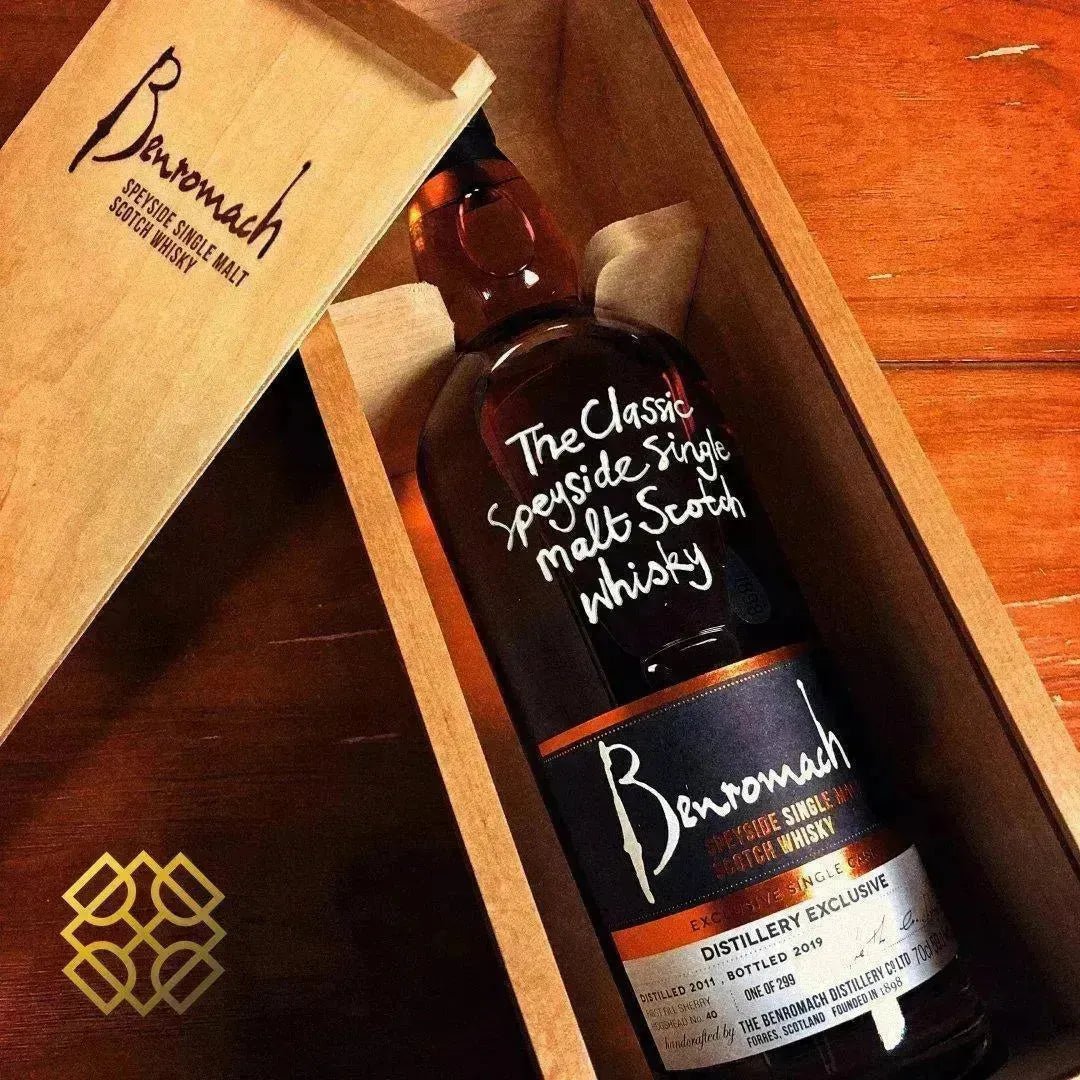 Benromach
SPEYSIDE SINGLE MALT
SCOTCH WHISKY
The Classic
Speyside single
malt Scotch
whisky
1898
Benromach
SPEYSIDE SINGLE
SCOTCH WHISKY
EXCLUSIVE SINGLE
DISTILLERY EXCLUSIVE
DISTILLED 2011, BOTTLED 2019
FIRST FILL SHERRY
HOGSHEAD No. 40
ONE OF 299
70cl
handcrafted by
THE BENROMACH DISTILLERY Co LTD
FORRES, SCOTLAND FOUNDED IN 1898